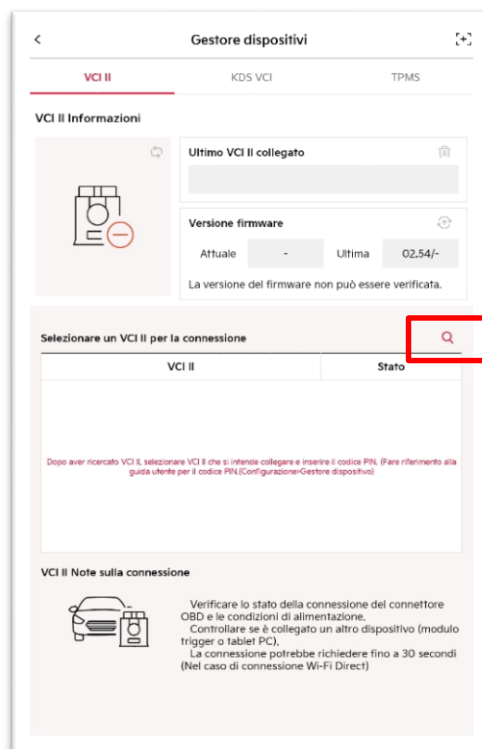 Gestore dispositivi
VCI II
KDS VCI
TPMS
VCI II Informazioni
Ultimo VCI II collegato
Versione firmware
Attuale - Ultima 02.54/-
La versione del firmware non può essere verificata.
Selezionare un VCI II per la connessione
VCI II Stato
Dopo aver ricercato VCI II, selezionare VCI II che si intende collegare e inserire il codice PIN. (Fare riferimento alla
guida utente per il codice PIN.(Configurazione>Gestore dispositivo)
VCI II Note sulla connessione
Verificare lo stato della connessione del connettore
OBD e le condizioni di alimentazione.
Controllare se è collegato un altro dispositivo (modulo
trigger o tablet PC).
La connessione potrebbe richiedere fino a 30 secondi
(Nel caso di connessione Wi-Fi Direct)